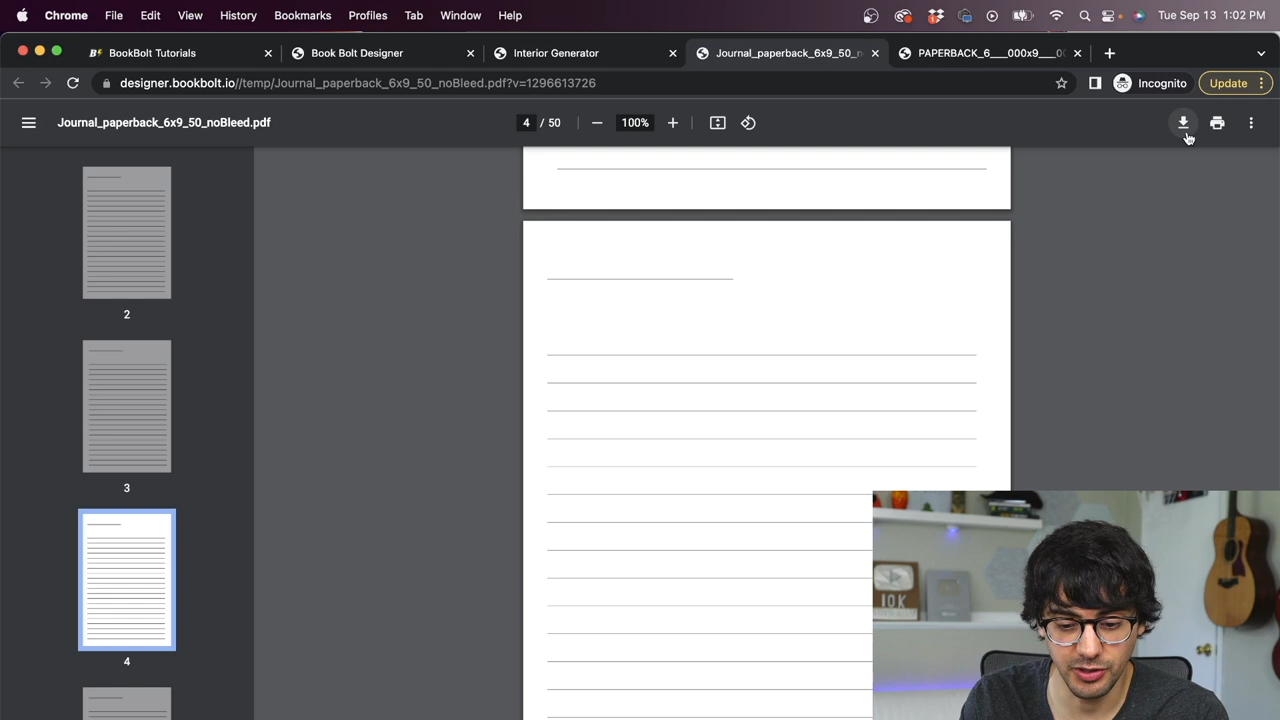 Chrome File Edit View History Bookmarks Profiles Tab Window Help Tue Sep 13 1:02 PM
B BookBolt Tutorials Book Bolt Designer Interior Generator Journal_paperback_6x9_50_n PAPERBACK_6___000x9___0
designer.bookbolt.io//temp/Journal_paperback_6x9_50_noBleed.pdf?v=1296613726 Incognito Update
Journal_paperback_6x9_50_noBleed.pdf 4 / 50 100%
2
3
4
10K